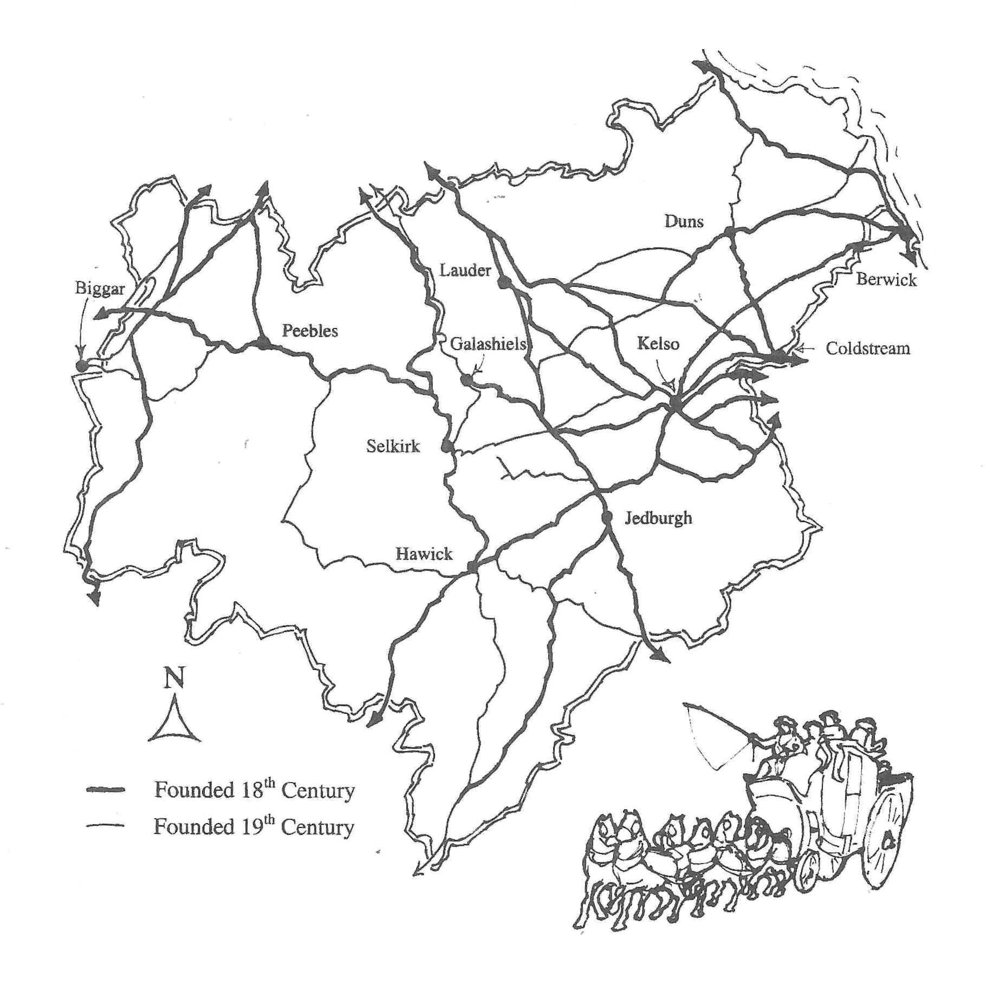 Duns
Lauder
Biggar
Berwick
Peebles
Galashiels
Kelso
Coldstream
Selkirk
Jedburgh
Hawick
N
Founded 18th Century
Founded 19th Century